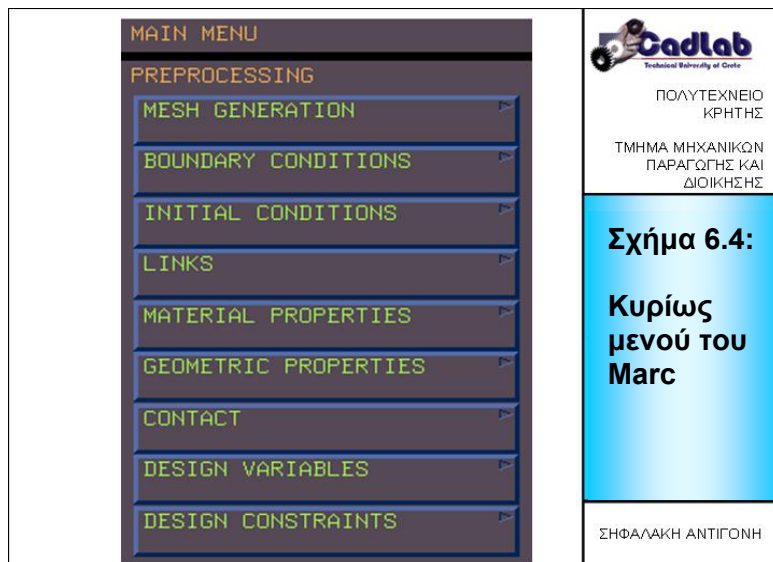 MAIN MENU
PREPROCESSING
MESH GENERATION
BOUNDARY CONDITIONS
INITIAL CONDITIONS
LINKS
MATERIAL PROPERTIES
GEOMETRIC PROPERTIES
CONTACT
DESIGN VARIABLES
DESIGN CONSTRAINTS
CadLab
Technical University of Crete
ΠΟΛΥΤΕΧΝΕΙΟ
ΚΡΗΤΗΣ
ΤΜΗΜΑ ΜΗΧΑΝΙΚΩΝ
ΠΑΡΑΓΩΓΗΣ ΚΑΙ
ΔΙΟΙΚΗΣΗΣ
Σχήμα 6.4:
Κυρίως
μενού του
Marc
ΣΗΦΑΛΑΚΗ ΑΝΤΙΓΟΝΗ